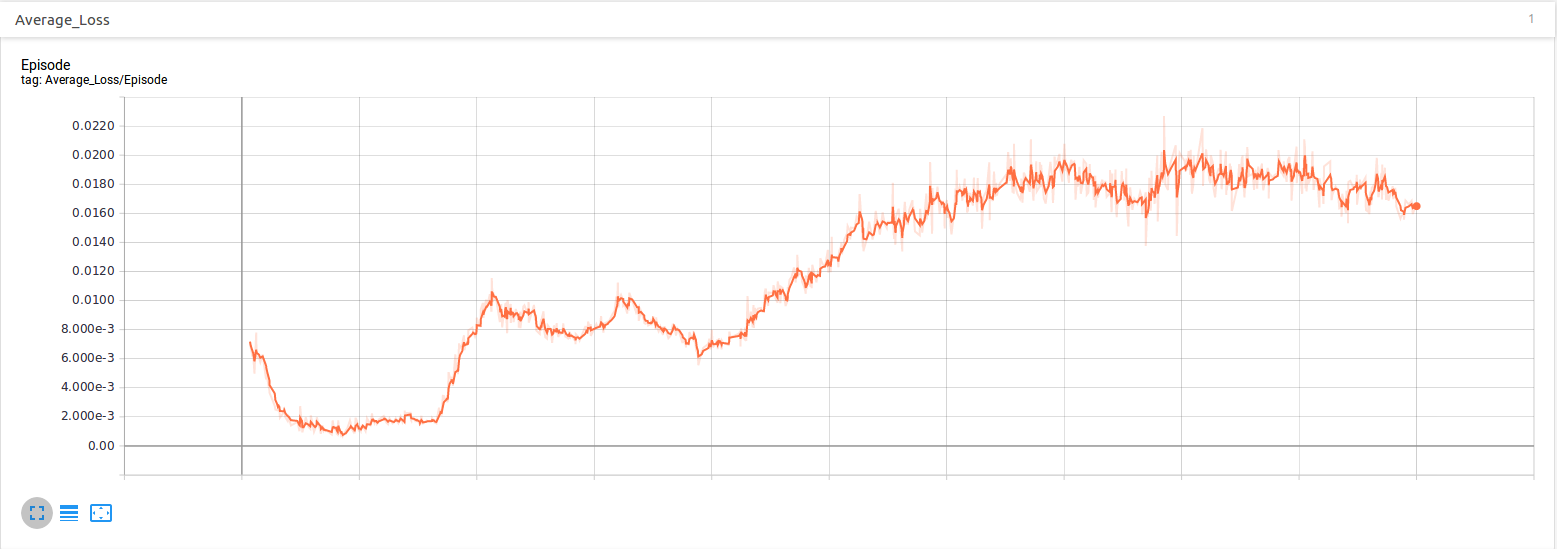 Average_Loss 1
Episode
tag: Average_Loss/Episode
0.0220
0.0200
0.0180
0.0160
0.0140
0.0120
0.0100
8.000e-3
6.000e-3
4.000e-3
2.000e-3
0.00